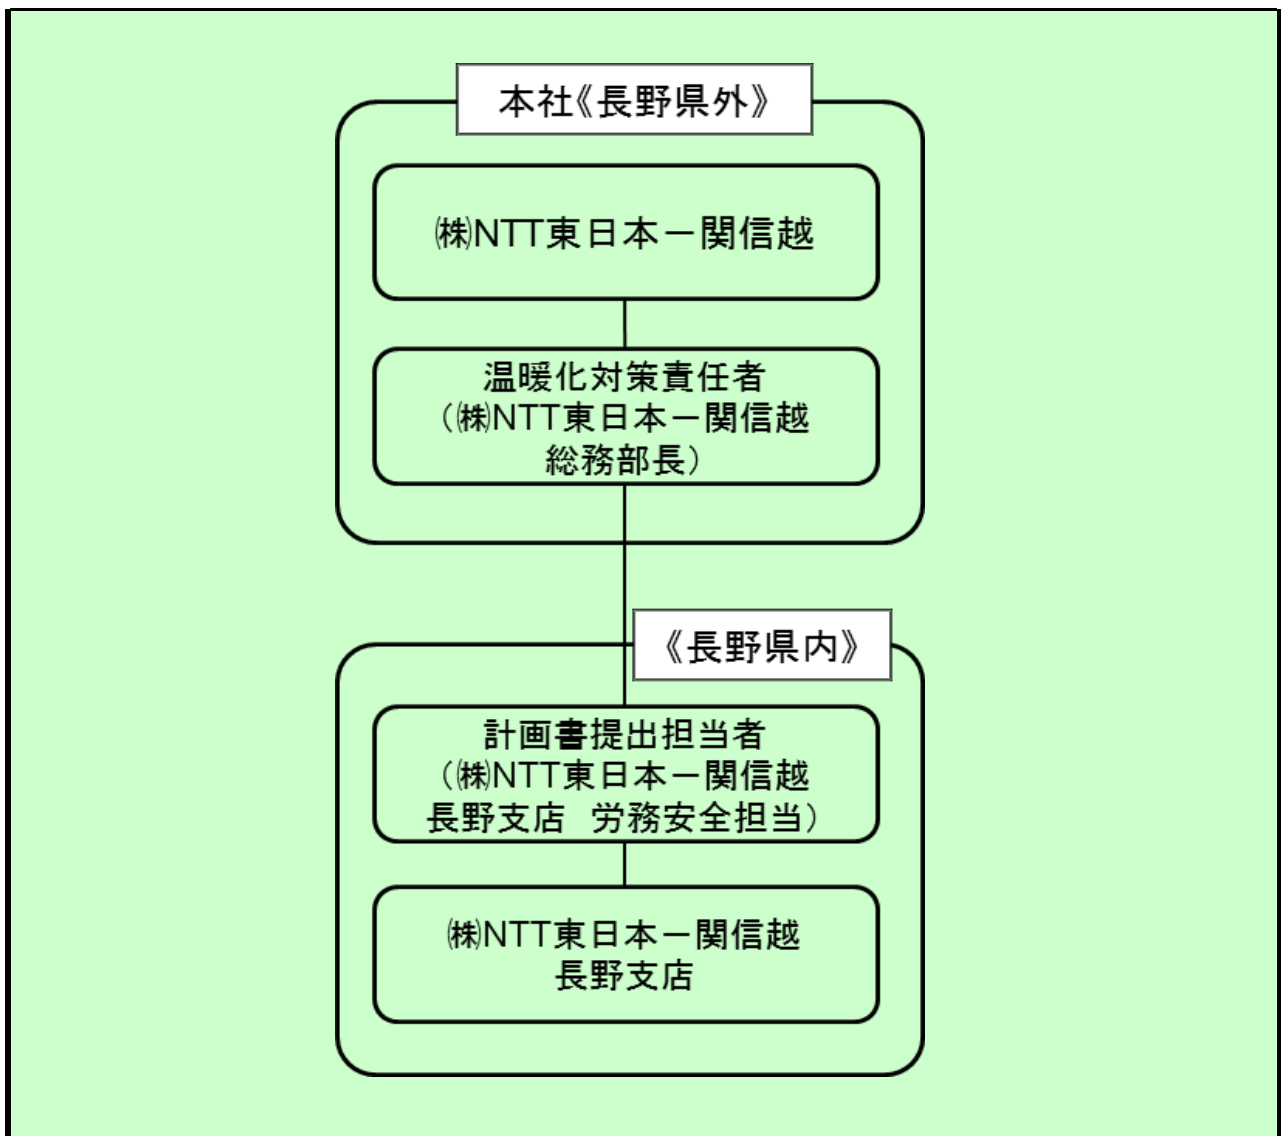 本社《長野県外》
㈱NTT東日本－関信越
温暖化対策責任者
（㈱NTT東日本－関信越
総務部長）
《長野県内》
計画書提出担当者
（㈱NTT東日本－関信越
長野支店　労務安全担当）
㈱NTT東日本－関信越
長野支店